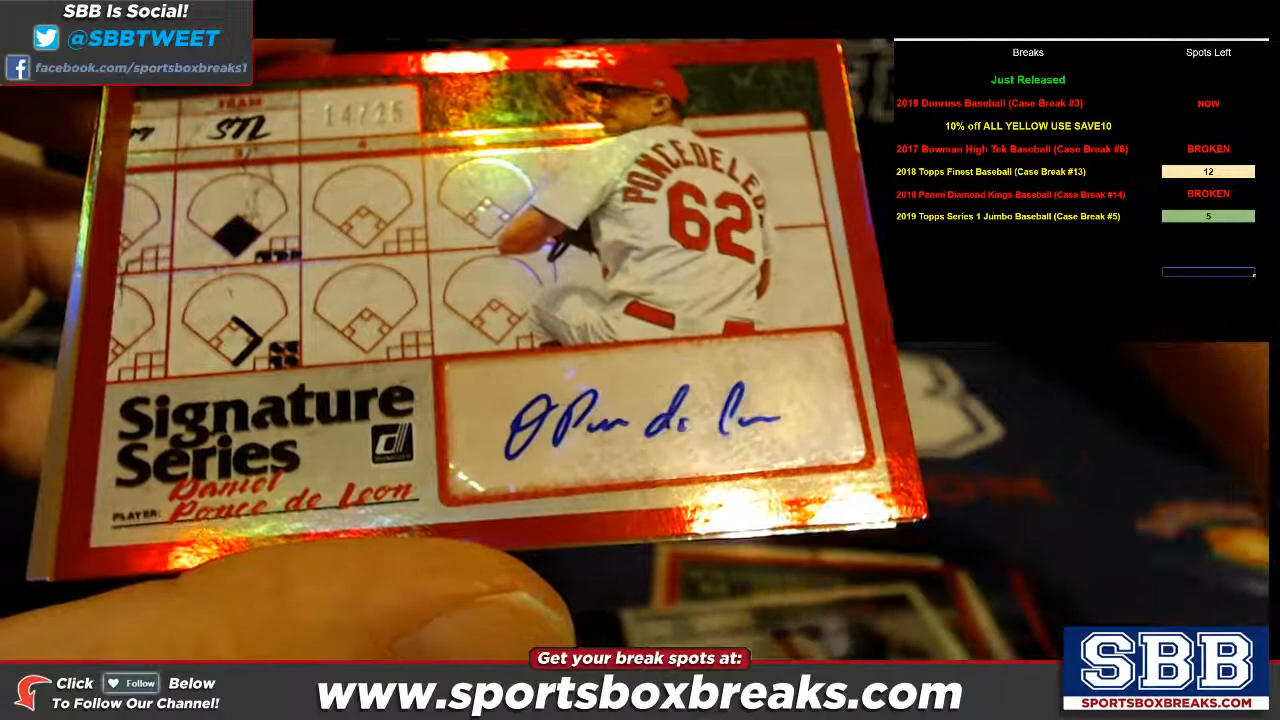 SBB Is Social!
@SBBTWEET
facebook.com/sportsboxbreaks1
Breaks Spots Left
Just Released
2019 Donruss Baseball (Case Break #3) NOW
10% off ALL YELLOW USE SAVE10
2017 Bowman High Tek Baseball (Case Break #6) BROKEN
2018 Topps Finest Baseball (Case Break #13) 12
2018 Panini Diamond Kings Baseball (Case Break #14) BROKEN
2019 Topps Series 1 Jumbo Baseball (Case Break #5) 5
TEAM
STL
14/25
PONCEDELEO
62
Signature
Series
PLAYER: Daniel
Ponce de Leon
Get your break spots at:
Click Follow Below
To Follow Our Channel!
www.sportsboxbreaks.com
SBB
SPORTSBOXBREAKS.COM